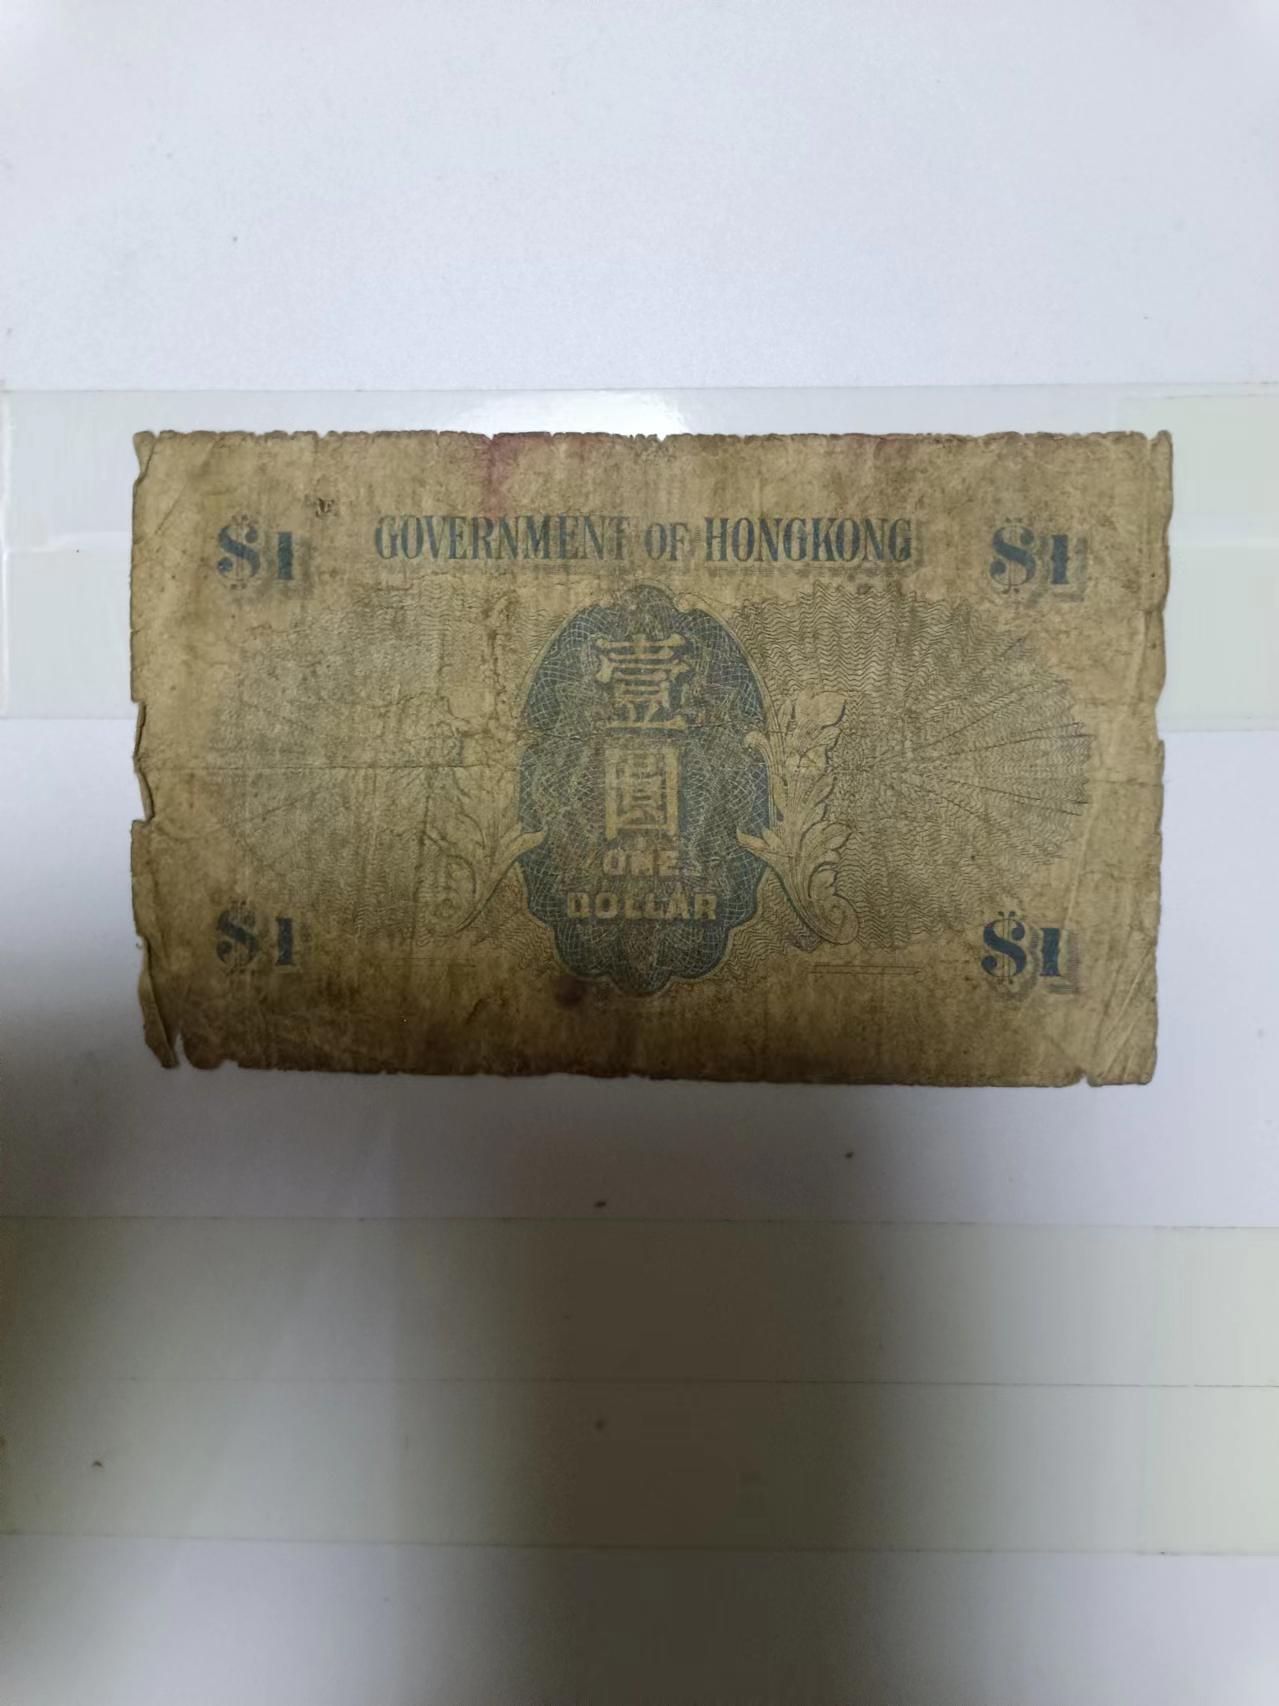 $1 GOVERNMENT OF HONGKONG $1
壹
圓
ONE
DOLLAR
$1 $1